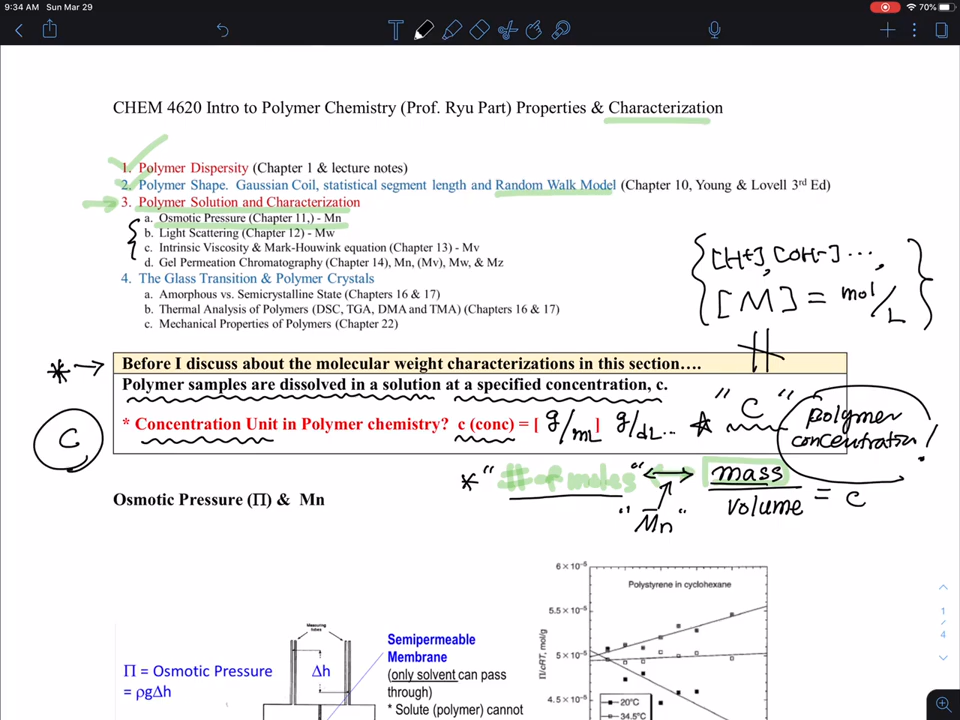 9:34 AM Sun Mar 29
70%
CHEM 4620 Intro to Polymer Chemistry (Prof. Ryu Part) Properties & Characterization
1. Polymer Dispersity (Chapter 1 & lecture notes)
2. Polymer Shape. Gaussian Coil, statistical segment length and Random Walk Model (Chapter 10, Young & Lovell 3rd Ed)
3. Polymer Solution and Characterization
a. Osmotic Pressure (Chapter 11,) - Mn
b. Light Scattering (Chapter 12) - Mw
c. Intrinsic Viscosity & Mark-Houwink equation (Chapter 13) - Mv
d. Gel Permeation Chromatography (Chapter 14), Mn, (Mv), Mw, & Mz
[H+], [OH-] ...,
[M] = mol/L
4. The Glass Transition & Polymer Crystals
a. Amorphous vs. Semicrystalline State (Chapters 16 & 17)
b. Thermal Analysis of Polymers (DSC, TGA, DMA and TMA) (Chapters 16 & 17)
c. Mechanical Properties of Polymers (Chapter 22)
* → Before I discuss about the molecular weight characterizations in this section….
Polymer samples are dissolved in a solution at a specified concentration, c.
C
* Concentration Unit in Polymer chemistry? c (conc) = [ g/mL ] g/dL... ☆ "C"
polymer
concentration!
* "# of moles" ↔ mass/volume = c
"Mn"
Osmotic Pressure (Π) & Mn
Measuring
tubes
Δh
Π = Osmotic Pressure
= ρgΔh
Semipermeable
Membrane
(only solvent can pass
through)
* Solute (polymer) cannot
Polystyrene in cyclohexane
6×10⁻⁵
5.5×10⁻⁵
5×10⁻⁵
4.5×10⁻⁵
Π/cRT, mol/g
20°C
34.5°C
1
/
4
1